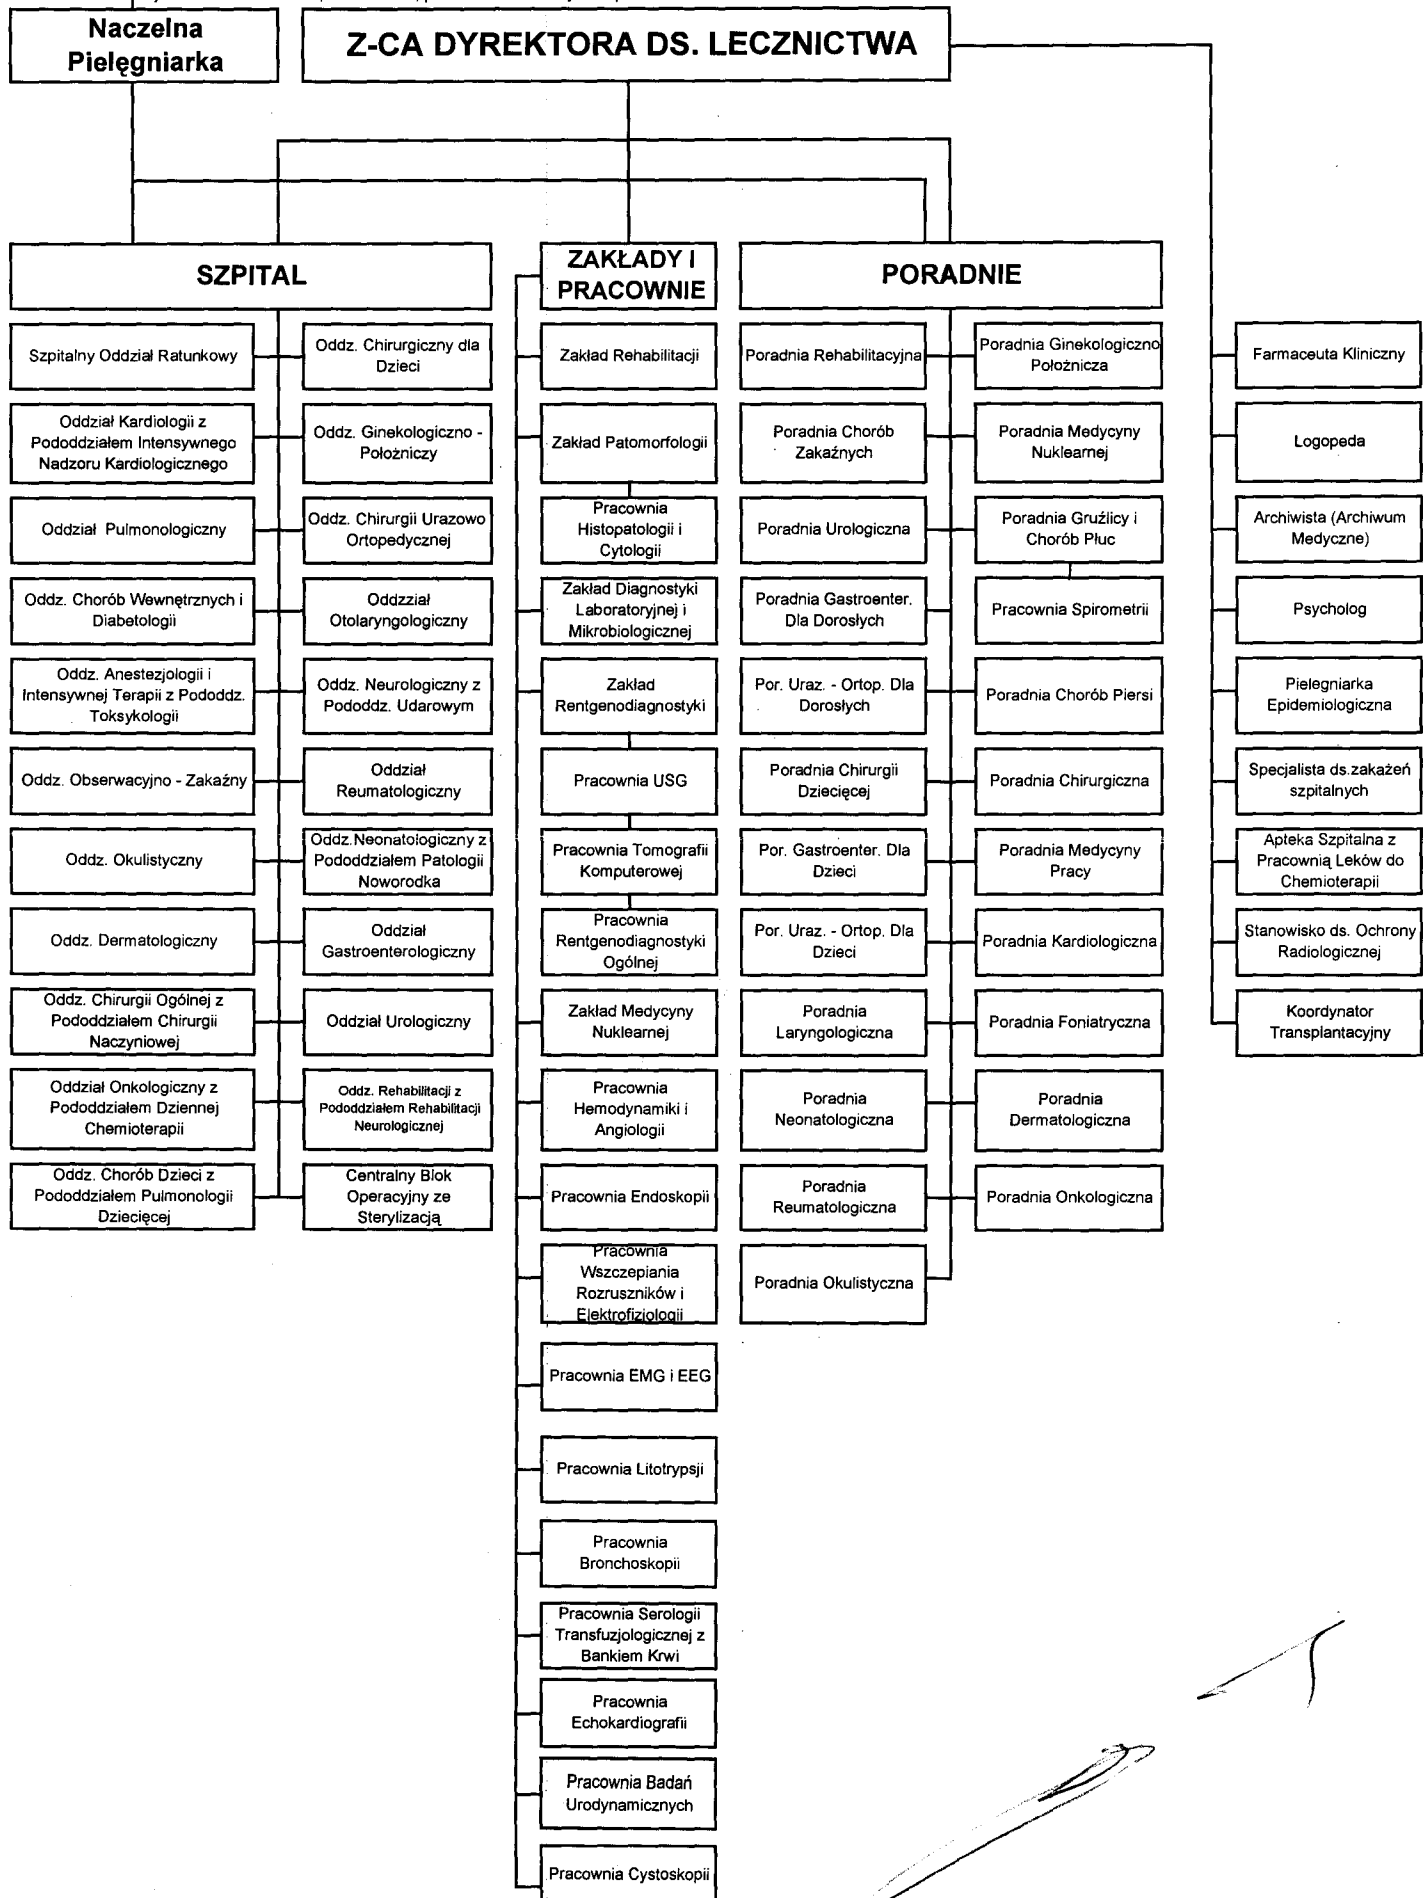 Naczelna
Pielęgniarka
Z-CA DYREKTORA DS. LECZNICTWA
SZPITAL
Szpitalny Oddział Ratunkowy
Oddz. Chirurgiczny dla
Dzieci
Oddział Kardiologii z
Pododdziałem Intensywnego
Nadzoru Kardiologicznego
Oddz. Ginekologiczno -
Położniczy
Oddział Pulmonologiczny
Oddz. Chirurgii Urazowo
Ortopedycznej
Oddz. Chorób Wewnętrznych i
Diabetologii
Oddzział
Otolaryngologiczny
Oddz. Anestezjologii i
Intensywnej Terapii z Pododdz.
Toksykologii
Oddz. Neurologiczny z
Pododdz. Udarowym
Oddz. Obserwacyjno - Zakaźny
Oddział
Reumatologiczny
Oddz. Okulistyczny
Oddz.Neonatologiczny z
Pododdziałem Patologii
Noworodka
Oddz. Dermatologiczny
Oddział
Gastroenterologiczny
Oddz. Chirurgii Ogólnej z
Pododdziałem Chirurgii
Naczyniowej
Oddział Urologiczny
Oddział Onkologiczny z
Pododdziałem Dziennej
Chemioterapii
Oddz. Rehabilitacji z
Pododdziałem Rehabilitacji
Neurologicznej
Oddz. Chorób Dzieci z
Pododdziałem Pulmonologii
Dziecięcej
Centralny Blok
Operacyjny ze
Sterylizacją
ZAKŁADY I
PRACOWNIE
Zakład Rehabilitacji
Zakład Patomorfologii
Pracownia
Histopatologii i
Cytologii
Zakład Diagnostyki
Laboratoryjnej i
Mikrobiologicznej
Zakład
Rentgenodiagnostyki
Pracownia USG
Pracownia Tomografii
Komputerowej
Pracownia
Rentgenodiagnostyki
Ogólnej
Zakład Medycyny
Nuklearnej
Pracownia
Hemodynamiki i
Angiologii
Pracownia Endoskopii
Pracownia
Wszczepiania
Rozruszników i
Elektrofizjologii
Pracownia EMG i EEG
Pracownia Litotrypsji
Pracownia
Bronchoskopii
Pracownia Serologii
Transfuzjologicznej z
Bankiem Krwi
Pracownia
Echokardiografii
Pracownia Badań
Urodynamicznych
Pracownia Cystoskopii
PORADNIE
Poradnia Rehabilitacyjna
Poradnia Ginekologiczno
Położnicza
Poradnia Chorób
Zakaźnych
Poradnia Medycyny
Nuklearnej
Poradnia Urologiczna
Poradnia Gruźlicy i
Chorób Płuc
Poradnia Gastroenter.
Dla Dorosłych
Pracownia Spirometrii
Por. Uraz. - Ortop. Dla
Dorosłych
Poradnia Chorób Piersi
Poradnia Chirurgii
Dziecięcej
Poradnia Chirurgiczna
Por. Gastroenter. Dla
Dzieci
Poradnia Medycyny
Pracy
Por. Uraz. - Ortop. Dla
Dzieci
Poradnia Kardiologiczna
Poradnia
Laryngologiczna
Poradnia Foniatryczna
Poradnia
Neonatologiczna
Poradnia
Dermatologiczna
Poradnia
Reumatologiczna
Poradnia Onkologiczna
Poradnia Okulistyczna
Farmaceuta Kliniczny
Logopeda
Archiwista (Archiwum
Medyczne)
Psycholog
Pielegniarka
Epidemiologiczna
Specjalista ds.zakażeń
szpitalnych
Apteka Szpitalna z
Pracownią Leków do
Chemioterapii
Stanowisko ds. Ochrony
Radiologicznej
Koordynator
Transplantacyjny